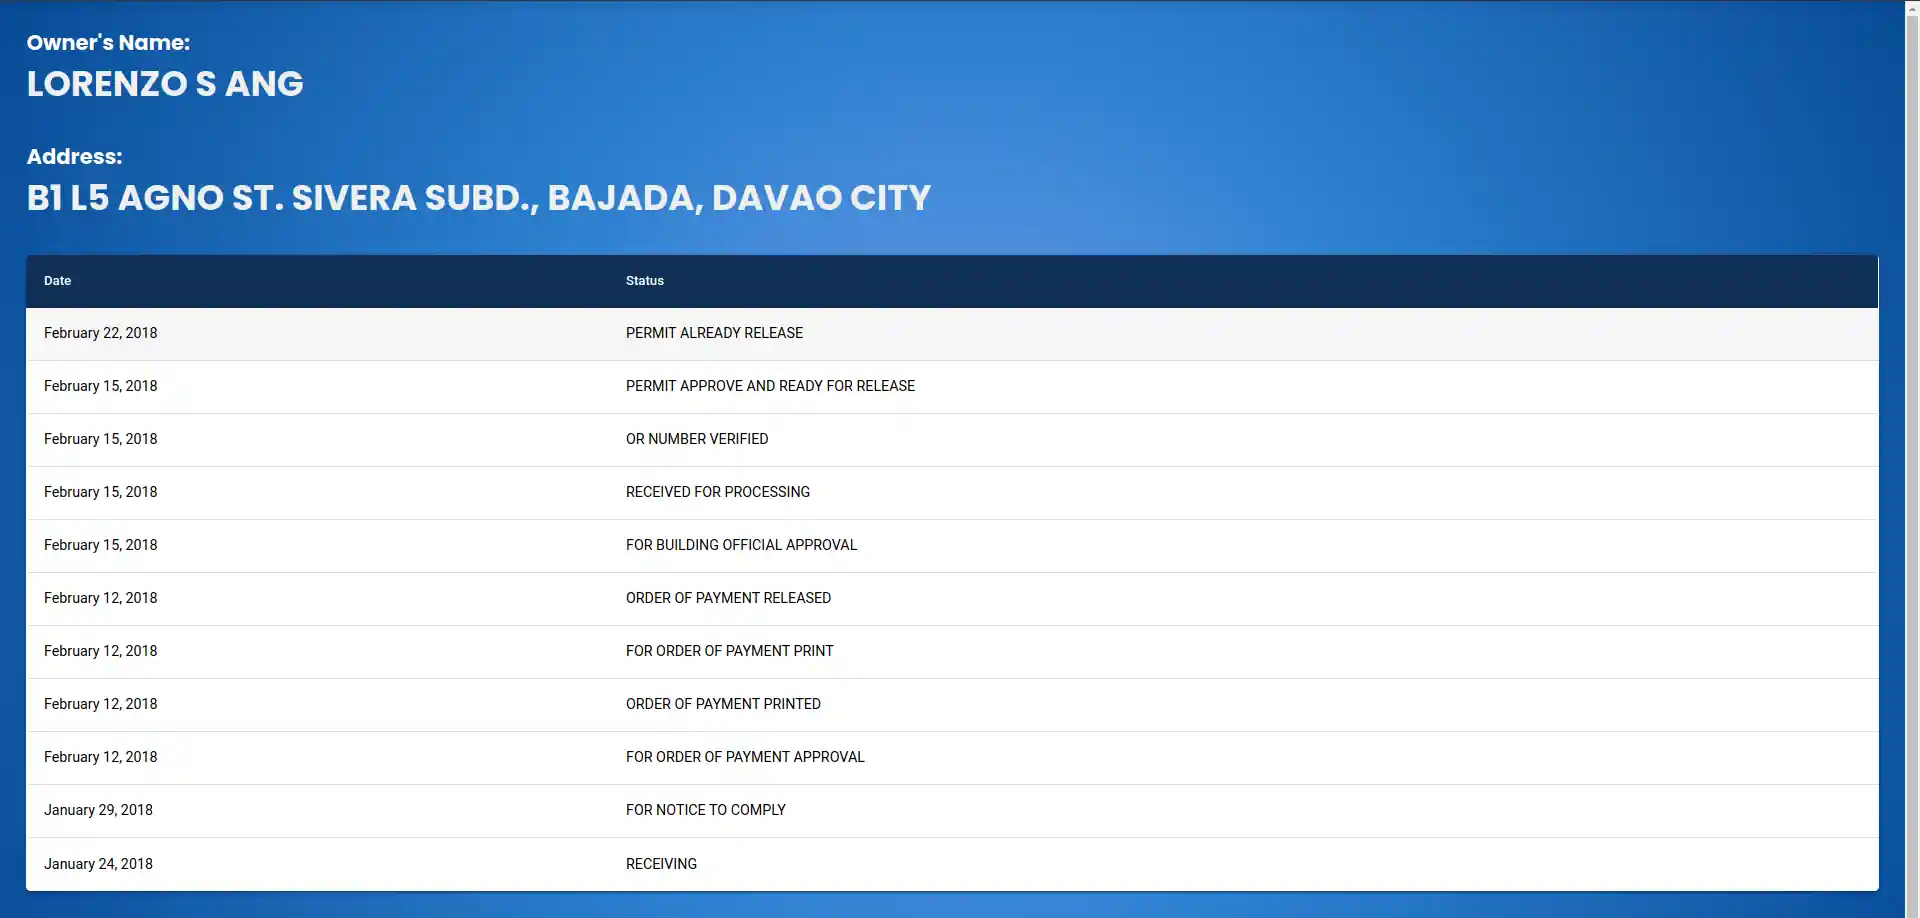 Owner's Name:
LORENZO S ANG
Address:
B1 L5 AGNO ST. SIVERA SUBD., BAJADA, DAVAO CITY
Date Status
February 22, 2018 PERMIT ALREADY RELEASE
February 15, 2018 PERMIT APPROVE AND READY FOR RELEASE
February 15, 2018 OR NUMBER VERIFIED
February 15, 2018 RECEIVED FOR PROCESSING
February 15, 2018 FOR BUILDING OFFICIAL APPROVAL
February 12, 2018 ORDER OF PAYMENT RELEASED
February 12, 2018 FOR ORDER OF PAYMENT PRINT
February 12, 2018 ORDER OF PAYMENT PRINTED
February 12, 2018 FOR ORDER OF PAYMENT APPROVAL
January 29, 2018 FOR NOTICE TO COMPLY
January 24, 2018 RECEIVING